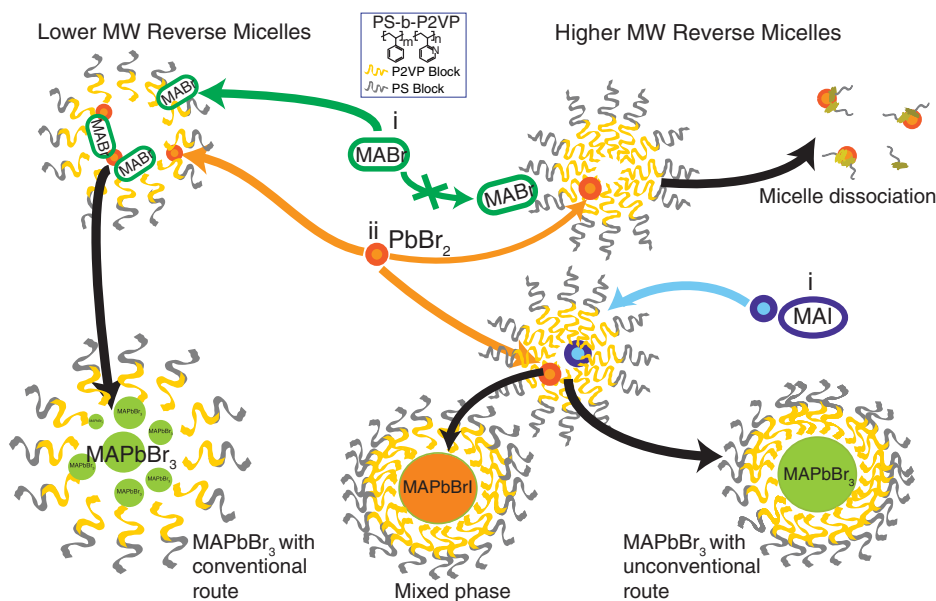 Lower MW Reverse Micelles
PS-b-P2VP
m
n
N
P2VP Block
PS Block
Higher MW Reverse Micelles
MABr
MABr
MABr
i
MABr
MABr
Micelle dissociation
ii PbBr2
i
MAI
MAPbBr3
MAPbBr3
MAPbBr3
MAPbBr3
MAPbBr3
MAPbBr3
MAPbBrI
MAPbBr3
MAPbBr3 with
conventional
route
Mixed phase
MAPbBr3 with
unconventional
route